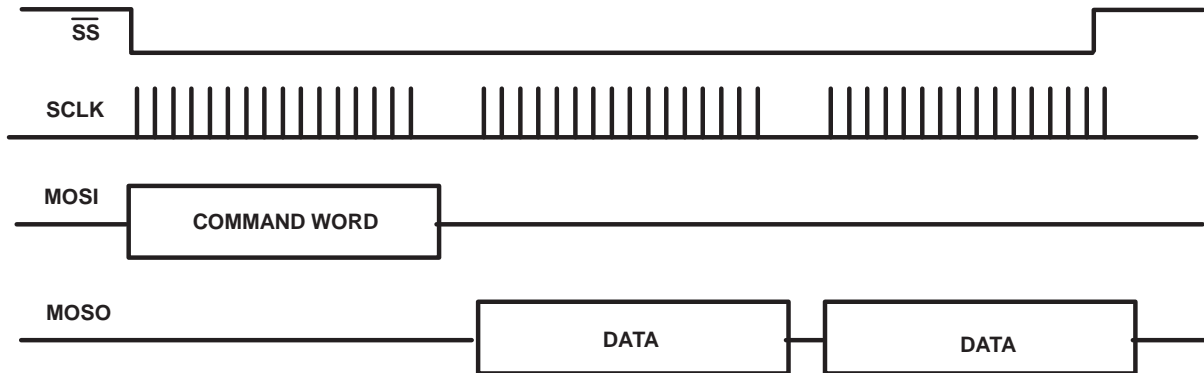 SS
SCLK
MOSI
COMMAND WORD
MOSO
DATA
DATA